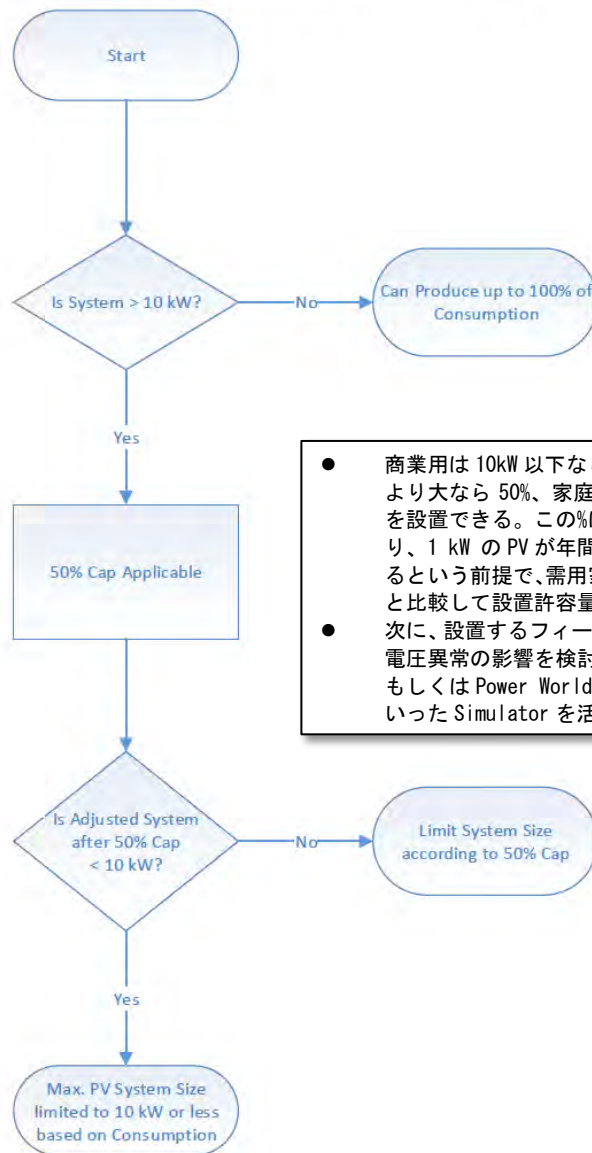 Start
Is System > 10 kW?
No
Can Produce up to 100% of
Consumption
Yes
● 商業用は 10kW 以下な
より大なら 50%、家庭
を設置できる。この%
り、1 kW の PV が年間
るという前提で、需用
と比較して設置許容量
● 次に、設置するフィー
電圧異常の影響を検討
もしくは Power World
いった Simulator を活
50% Cap Applicable
Is Adjusted System
after 50% Cap
< 10 kW?
No
Limit System Size
according to 50% Cap
Yes
Max. PV System Size
limited to 10 kW or less
based on Consumption